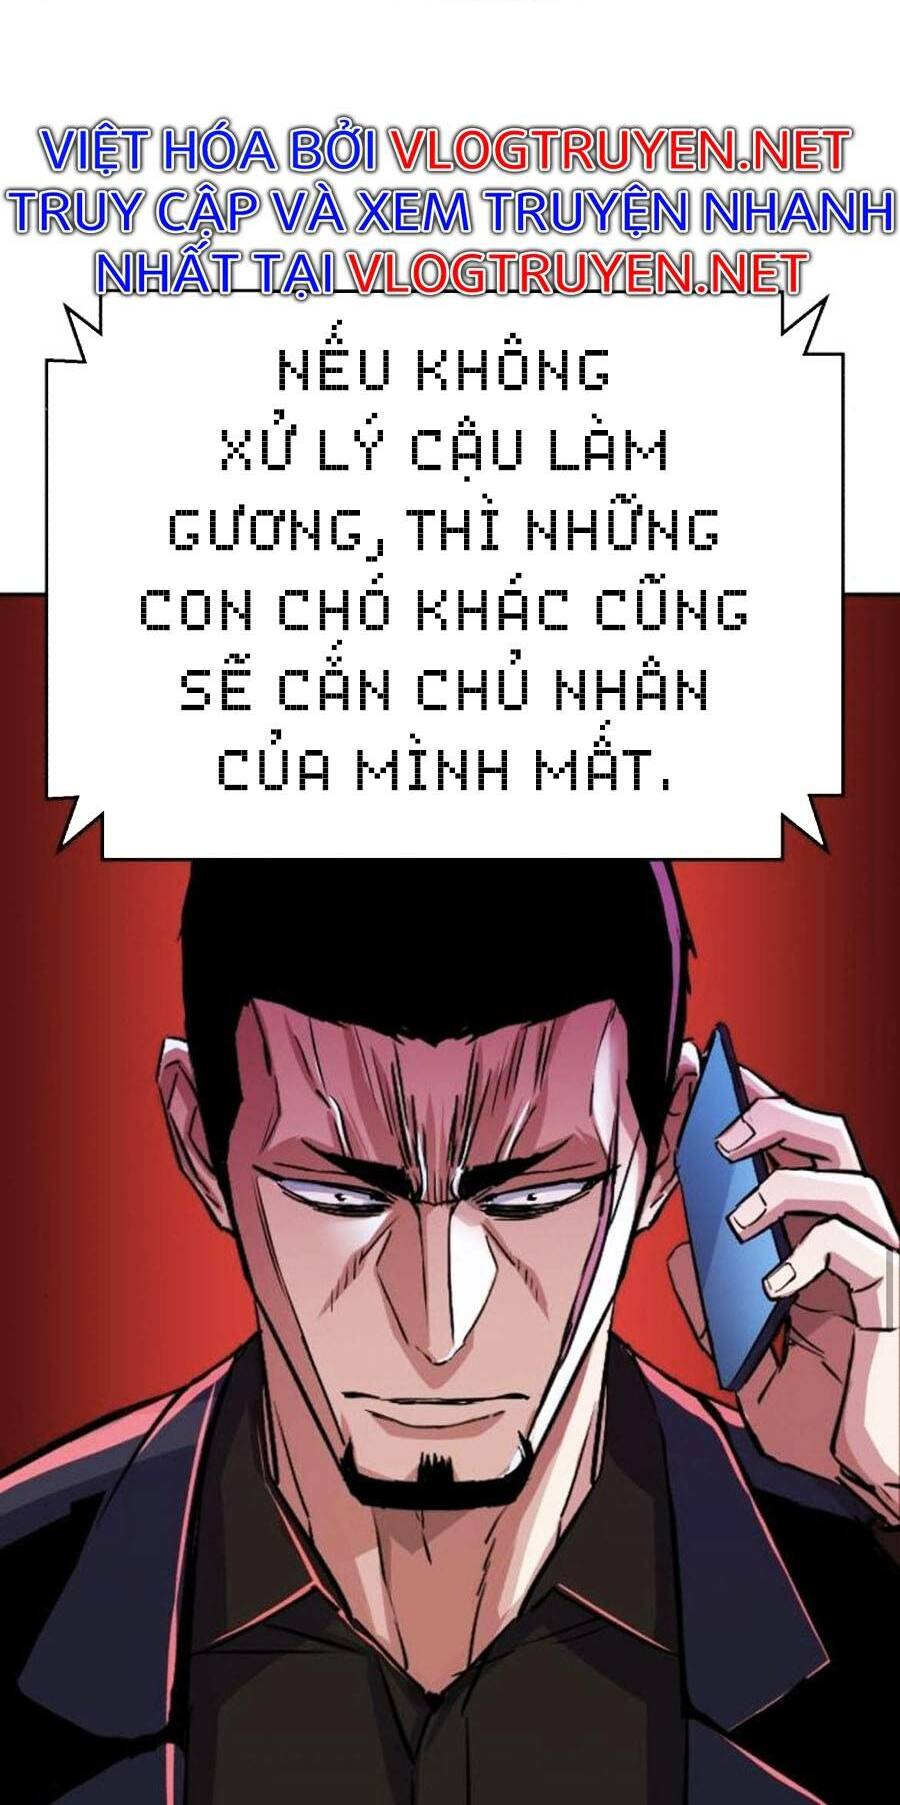 VIỆT HÓA BỞI VLOGTRUYEN.NET
TRUY CẬP VÀ XEM TRUYỆN NHANH
NHẤT TẠI VLOGTRUYEN.NET
NẾU KHÔNG
XỬ LÝ CẬU LÀM
GƯƠNG, THÌ NHỮNG
CON CHÓ KHÁC CŨNG
SẼ CẮN CHỦ NHÂN
CỦA MÌNH MẤT.